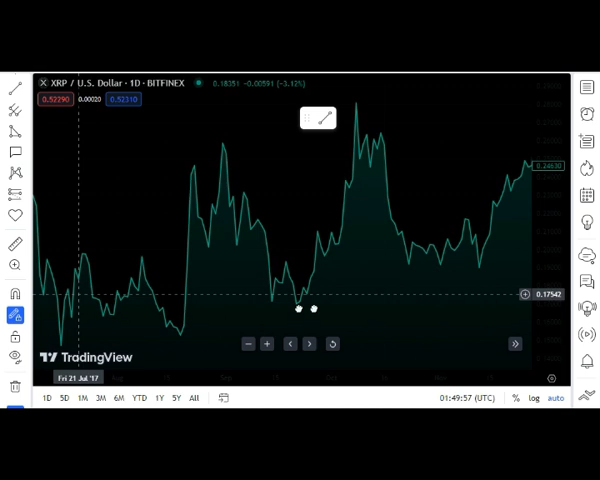 XRP / U.S. Dollar · 1D · BITFINEX
0.18351 −0.00591 (−3.12%)
0.52290 0.00020 0.52310
0.24630
0.17542
TradingView
Fri 21 Jul '17
Aug
Sep
Oct
Nov
1D 5D 1M 3M 6M YTD 1Y 5Y All
01:49:57 (UTC) % log auto